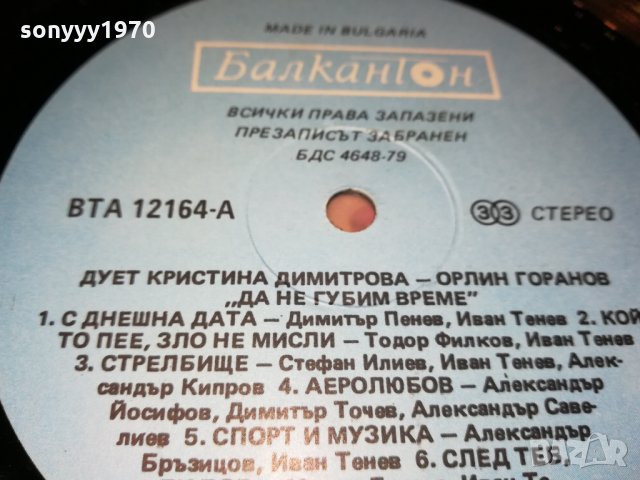 sonyyy1970
MADE IN BULGARIA
Балкантон
ВСИЧКИ ПРАВА ЗАПАЗЕНИ
ПРЕЗАПИСЪТ ЗАБРАНЕН
БДС 4648-79
ВТА 12164-А
33 СТЕРЕО
ДУЕТ КРИСТИНА ДИМИТРОВА – ОРЛИН ГОРАНОВ
„ДА НЕ ГУБИМ ВРЕМЕ”
1. С ДНЕШНА ДАТА – Димитър Пенев, Иван Тенев 2. КОЙ
ТО ПЕЕ, ЗЛО НЕ МИСЛИ – Тодор Филков, Иван Тенев
3. СТРЕЛБИЩЕ – Стефан Илиев, Иван Тенев, Алек-
сандър Кипров 4. АЕРОЛЮБОВ – Александър
Йосифов, Димитър Точев, Александър Саве-
лиев 5. СПОРТ И МУЗИКА – Александър
Бръзицов, Иван Тенев 6. СЛЕД ТЕБ,